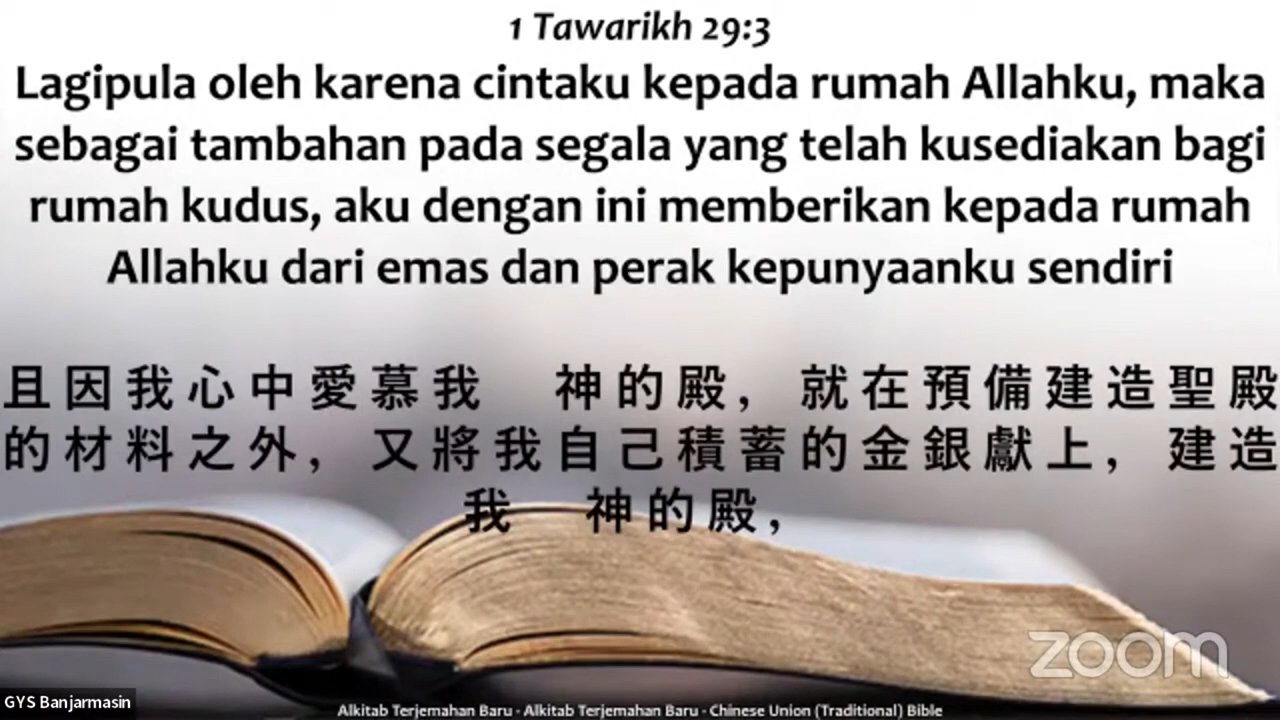 1 Tawarikh 29:3
Lagipula oleh karena cintaku kepada rumah Allahku, maka
sebagai tambahan pada segala yang telah kusediakan bagi
rumah kudus, aku dengan ini memberikan kepada rumah
Allahku dari emas dan perak kepunyaanku sendiri
且因我心中愛慕我　神的殿，就在預備建造聖殿
的材料之外，又將我自己積蓄的金銀獻上，建造
我　神的殿，
zoom
GYS Banjarmasin
Alkitab Terjemahan Baru - Alkitab Terjemahan Baru - Chinese Union (Traditional) Bible